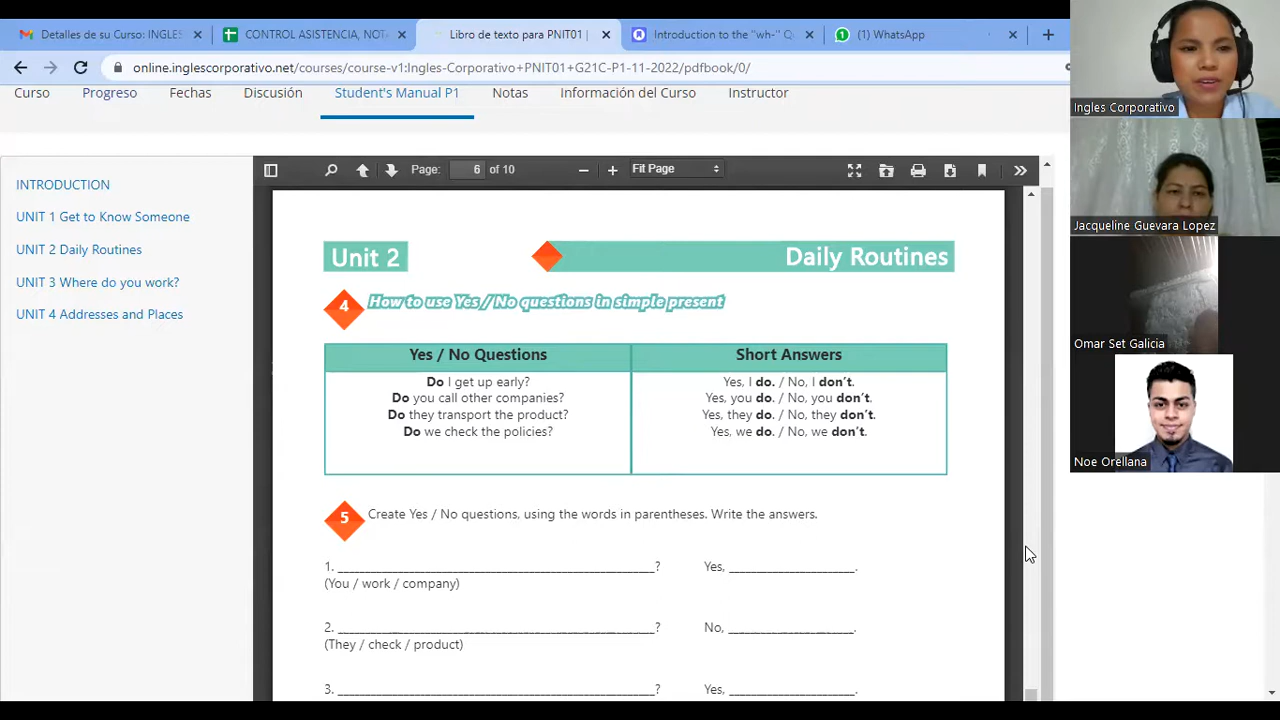 Detalles de su Curso: INGLES
CONTROL ASISTENCIA, NOTA
Libro de texto para PNIT01 |
Introduction to the "wh-" Q
(1) WhatsApp
online.inglescorporativo.net/courses/course-v1:Ingles-Corporativo+PNIT01+G21C-P1-11-2022/pdfbook/0/
Curso
Progreso
Fechas
Discusión
Student's Manual P1
Notas
Información del Curso
Instructor
INTRODUCTION
UNIT 1 Get to Know Someone
UNIT 2 Daily Routines
UNIT 3 Where do you work?
UNIT 4 Addresses and Places
Page: 6 of 10
Fit Page
Unit 2
Daily Routines
4 How to use Yes / No questions in simple present
Yes / No Questions
Do I get up early?
Do you call other companies?
Do they transport the product?
Do we check the policies?
Short Answers
Yes, I do. / No, I don't.
Yes, you do. / No, you don't.
Yes, they do. / No, they don't.
Yes, we do. / No, we don't.
5 Create Yes / No questions, using the words in parentheses. Write the answers.
1. ________________________________________? Yes, ________________.
(You / work / company)
2. ________________________________________? No, ________________.
(They / check / product)
3. ________________________________________? Yes, ________________.
Ingles Corporativo
Jacqueline Guevara Lopez
Omar Set Galicia
Noe Orellana